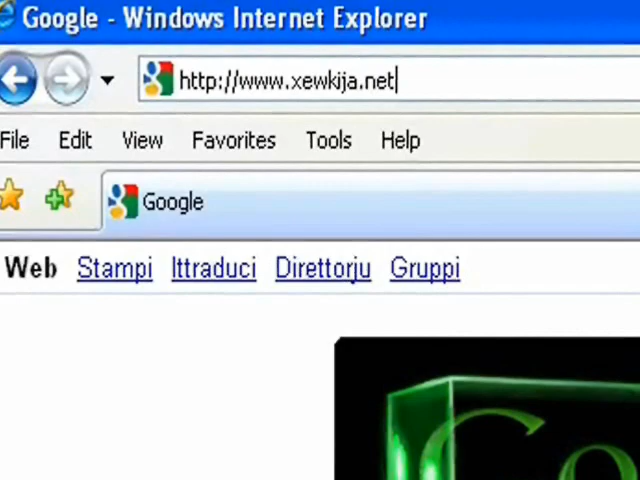 Google - Windows Internet Explorer
http://www.xewkija.net
File Edit View Favorites Tools Help
Google
Web Stampi Ittraduci Direttorju Gruppi
Go